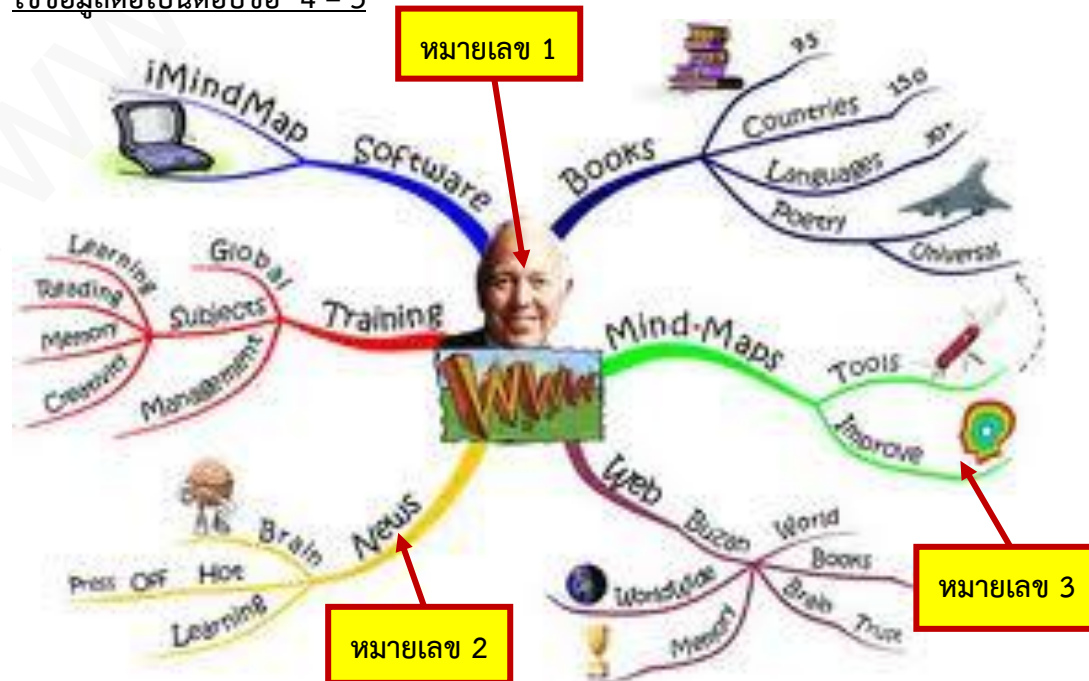 ใช้ข้อมูลต่อไปนี้ตอบข้อ 4 – 5
หมายเลข 1
iMindMap
Software
Books
95
Countries
150
Languages
30+
Poetry
Universal
Learning
Reading
Memory
Creativity
Global
Subjects
Management
Training
Mind-Maps
Tools
Improve
WWW
Brain
News
Press OFF Hot
Learning
หมายเลข 2
Web
Buzan
World
Books
Brain Trust
Worldwide
Memory
หมายเลข 3